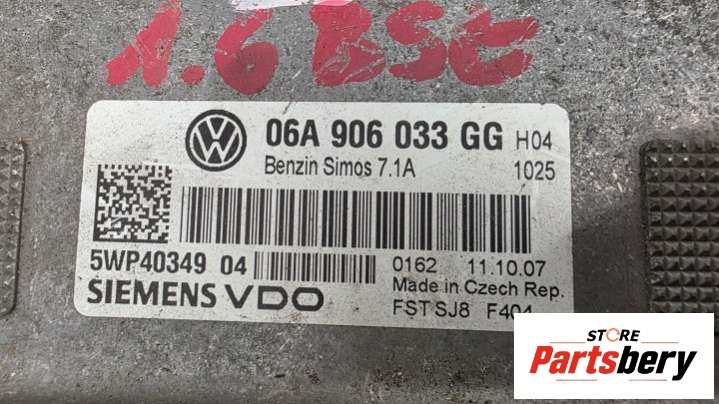 1.6 BSE
06A 906 033 GG H04
Benzin Simos 7.1A 1025
5WP40349 04 0162 11.10.07
Made in Czech Rep.
SIEMENS VDO FST SJ8 F404
STORE
Partsbery